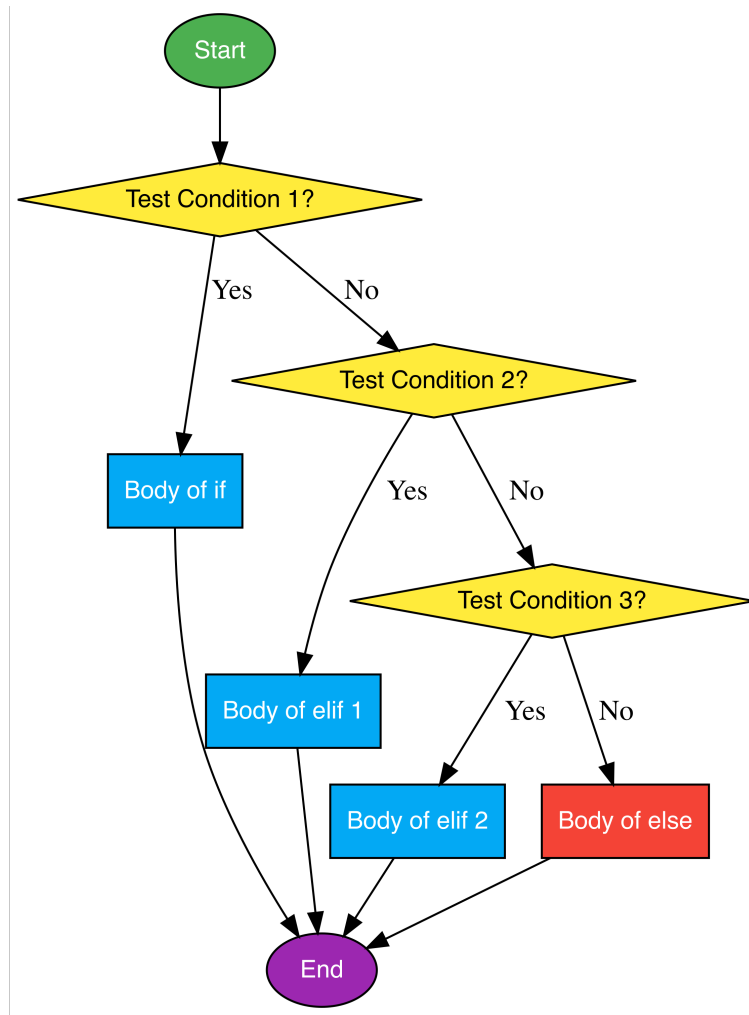 Start
Test Condition 1?
Yes
No
Test Condition 2?
Body of if
Yes
No
Test Condition 3?
Body of elif 1
Yes
No
Body of elif 2
Body of else
End